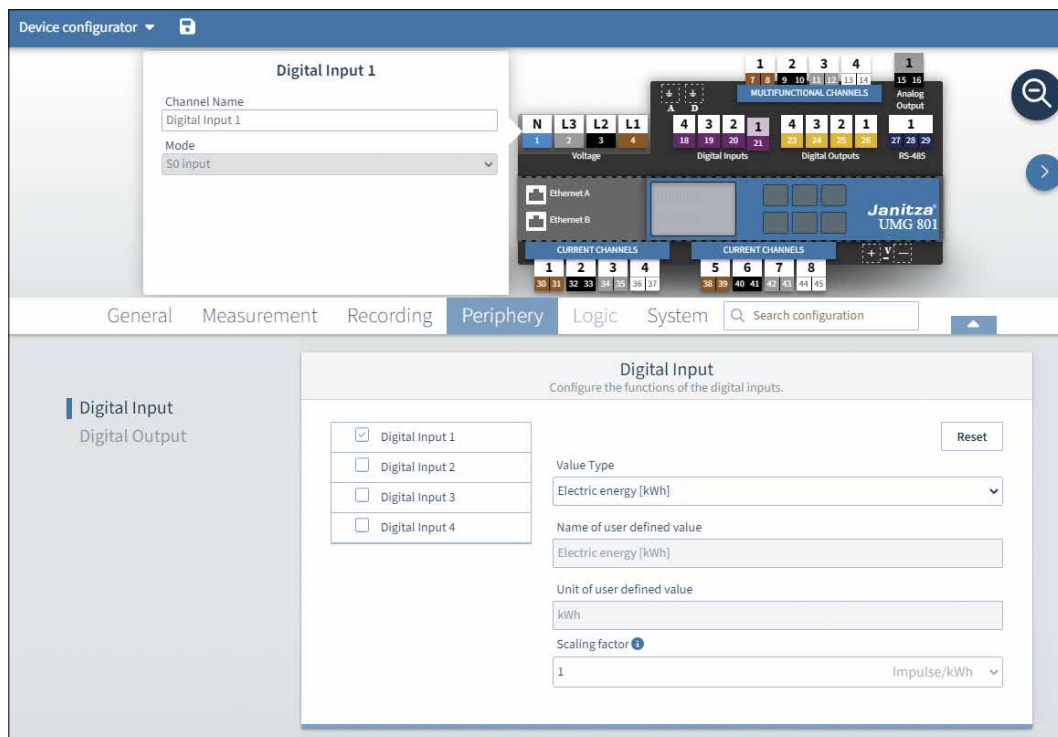 Device configurator
Digital Input 1
Channel Name
Digital Input 1
Mode
S0 input
1 2 3 4
7 8 9 10 11 12 13 14
MULTIFUNCTIONAL CHANNELS
1
15 16
Analog
Output
A D
N L3 L2 L1
1 2 3 4
Voltage
4 3 2 1
18 19 20 21
Digital Inputs
4 3 2 1
23 24 25 26
Digital Outputs
1
27 28 29
RS-485
Ethernet A
Ethernet B
Janitza®
UMG 801
CURRENT CHANNELS
1 2 3 4
30 31 32 33 34 35 36 37
CURRENT CHANNELS
5 6 7 8
38 39 40 41 42 43 44 45
+ V −
General Measurement Recording Periphery Logic System Search configuration
Digital Input
Digital Output
Digital Input
Configure the functions of the digital inputs.
Digital Input 1
Digital Input 2
Digital Input 3
Digital Input 4
Reset
Value Type
Electric energy [kWh]
Name of user defined value
Electric energy [kWh]
Unit of user defined value
kWh
Scaling factor
1 Impulse/kWh